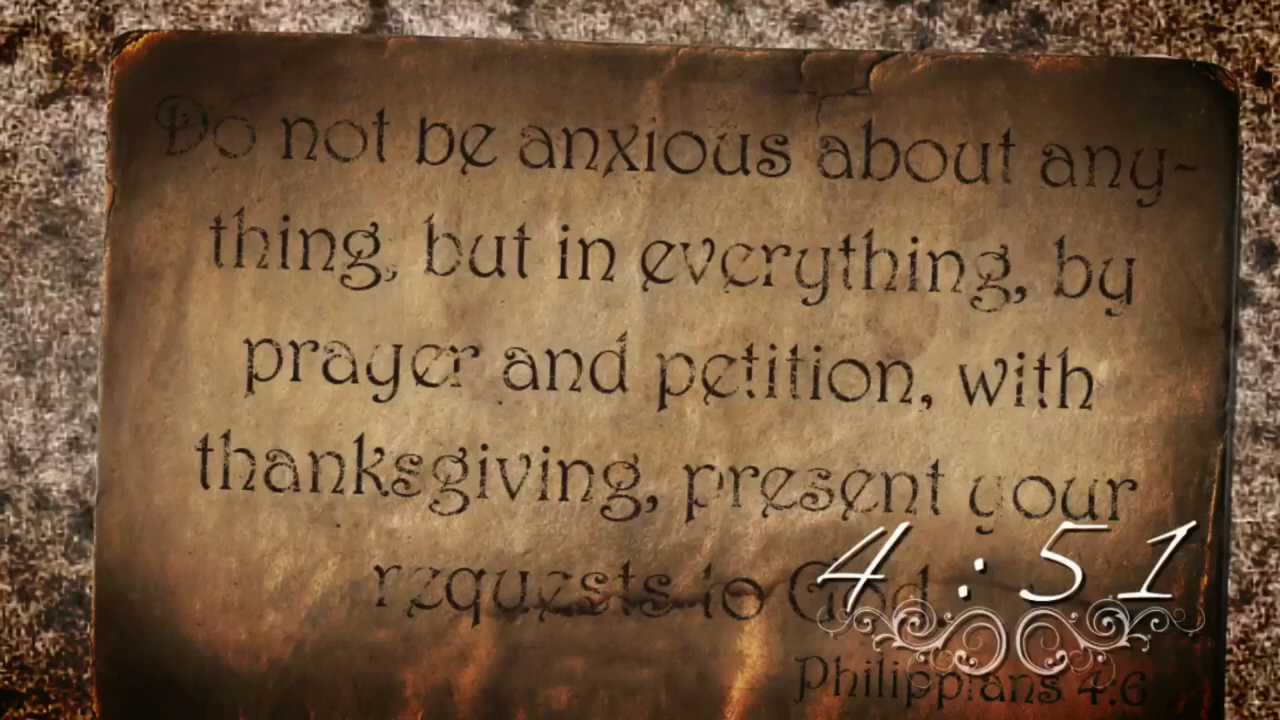 Do not be anxious about any-
thing, but in everything, by
prayer and petition, with
thanksgiving, present your
requests to God.
4:51
Philippians 4:6